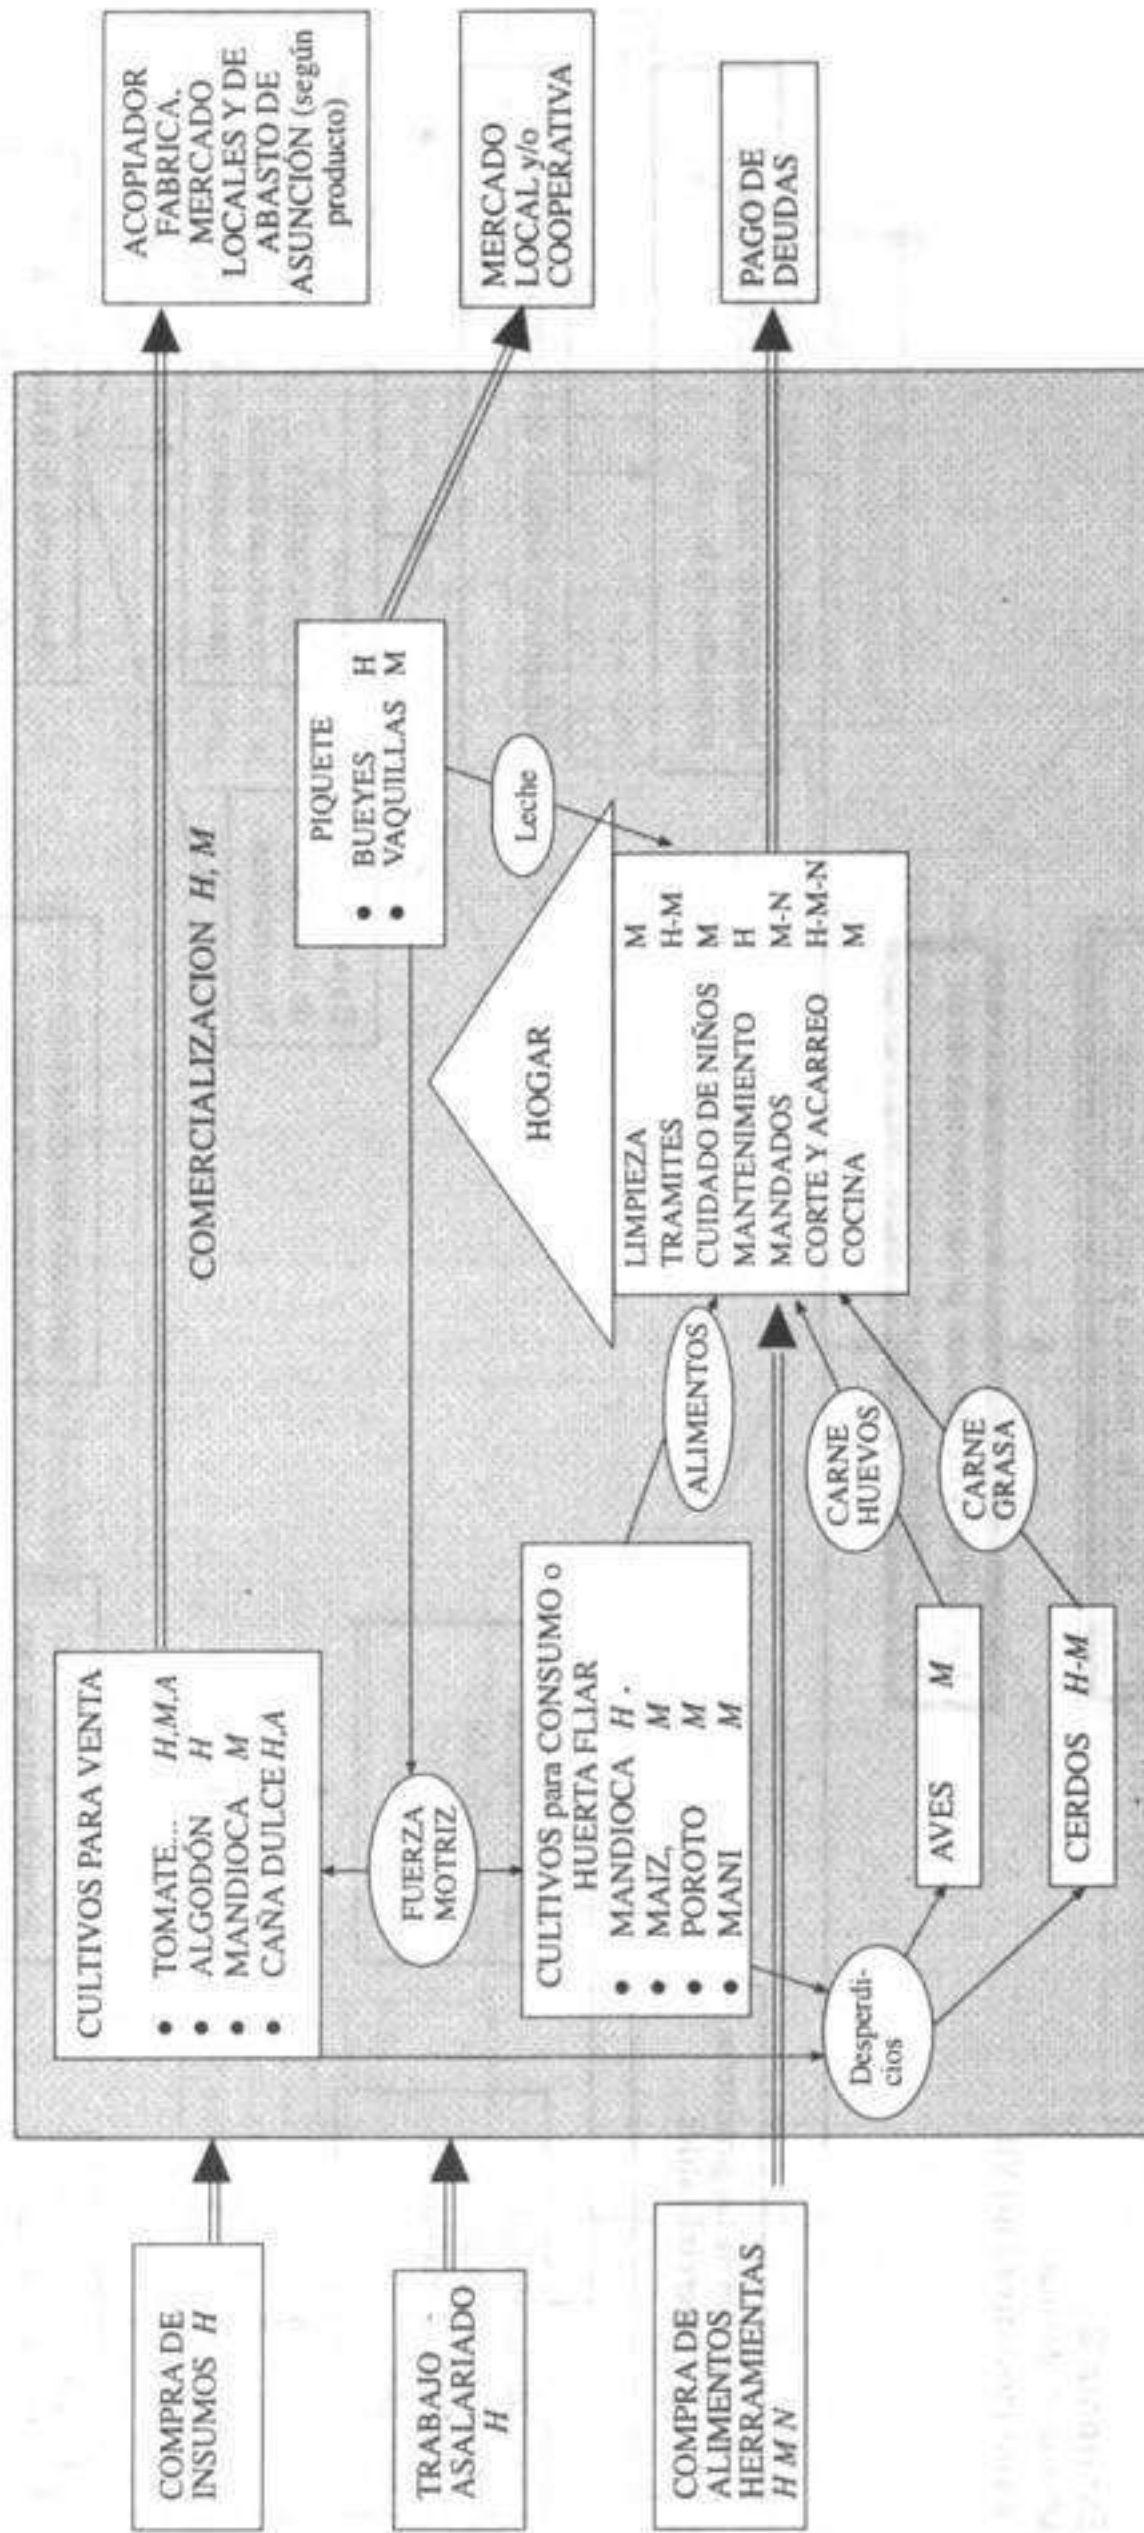 COMPRA DE
INSUMOS H
TRABAJO
ASALARIADO
H
COMPRA DE
ALIMENTOS
HERRAMIENTAS
H M N
CULTIVOS PARA VENTA
• TOMATE... H,M,A
• ALGODÓN H
• MANDIOCA M
• CAÑA DULCE H,A
FUERZA
MOTRIZ
CULTIVOS para CONSUMO o
HUERTA FLIAR
• MANDIOCA H .
• MAIZ, M
• POROTO M
• MANI M
Desperdi-
cios
AVES M
CERDOS H-M
ALIMENTOS
CARNE
HUEVOS
CARNE
GRASA
COMERCIALIZACION H, M
PIQUETE
• BUEYES H
• VAQUILLAS M
Leche
HOGAR
LIMPIEZA M
TRAMITES H-M
CUIDADO DE NIÑOS M
MANTENIMIENTO H
MANDADOS M-N
CORTE Y ACARREO H-M-N
COCINA M
ACOPIADOR
FABRICA.
MERCADO
LOCALES Y DE
ABASTO DE
ASUNCIÓN (según
producto)
MERCADO
LOCAL y/o
COOPERATIVA
PAGO DE
DEUDAS